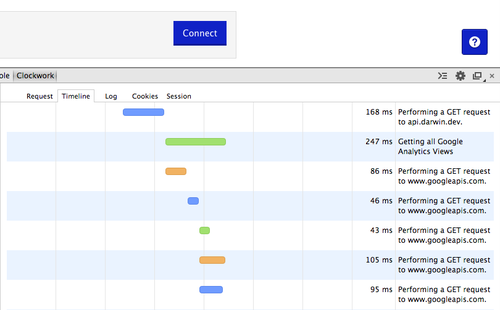 Connect
?
ole Clockwork
Request Timeline Log Cookies Session
168 ms Performing a GET request
to api.darwin.dev.
247 ms Getting all Google
Analytics Views
86 ms Performing a GET request
to www.googleapis.com.
46 ms Performing a GET request
to www.googleapis.com.
43 ms Performing a GET request
to www.googleapis.com.
105 ms Performing a GET request
to www.googleapis.com.
95 ms Performing a GET request
to www.googleapis.com.